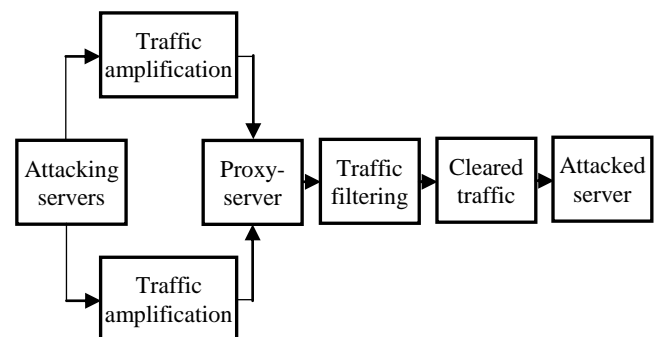 Traffic
amplification
Attacking
servers
Proxy-
server
Traffic
filtering
Cleared
traffic
Attacked
server
Traffic
amplification